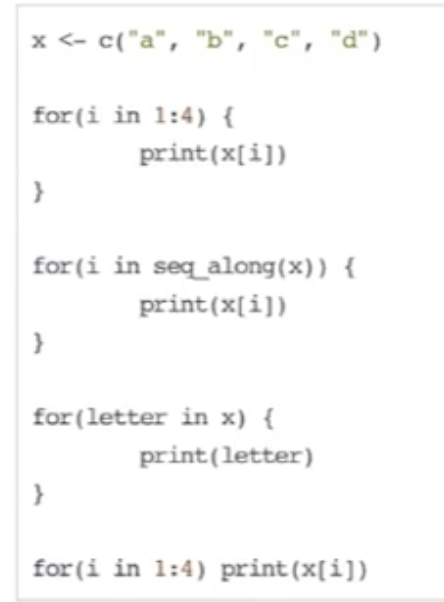 x <- c("a", "b", "c", "d")
for(i in 1:4) {
print(x[i])
}
for(i in seq_along(x)) {
print(x[i])
}
for(letter in x) {
print(letter)
}
for(i in 1:4) print(x[i])